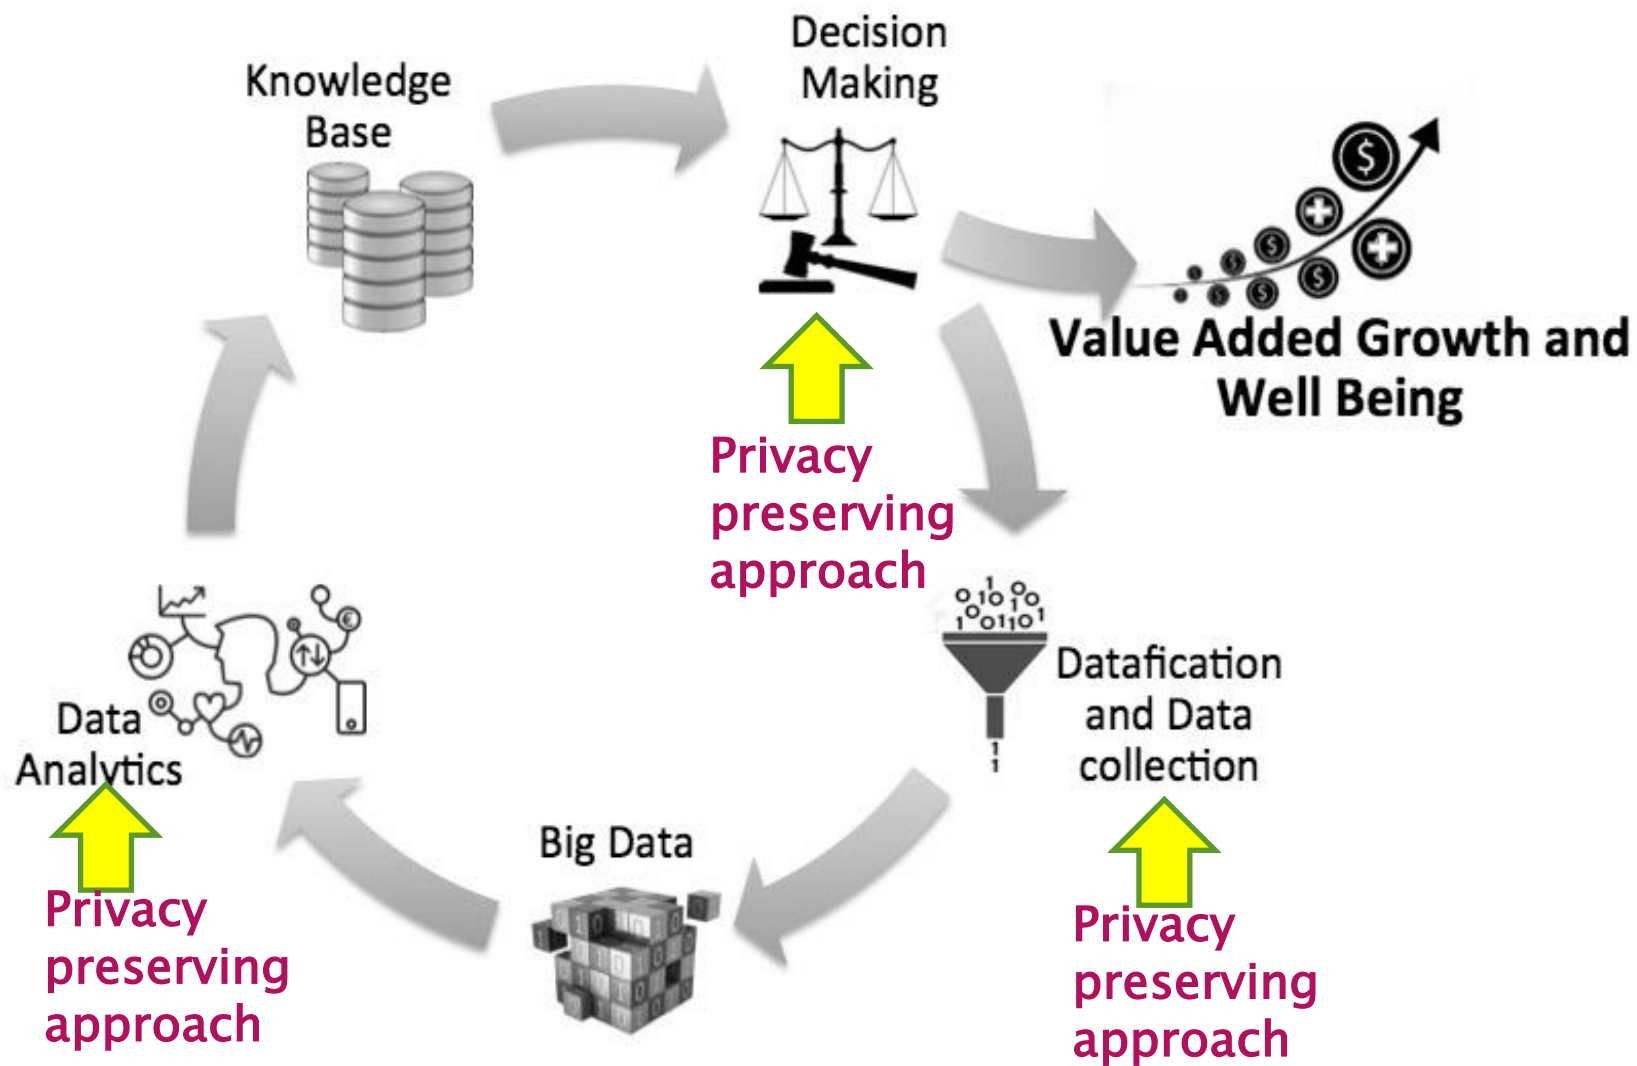 Decision
Making
Knowledge
Base
Value Added Growth and
Well Being
Privacy
preserving
approach
Datafication
and Data
collection
Data
Analytics
Big Data
Privacy
preserving
approach
Privacy
preserving
approach